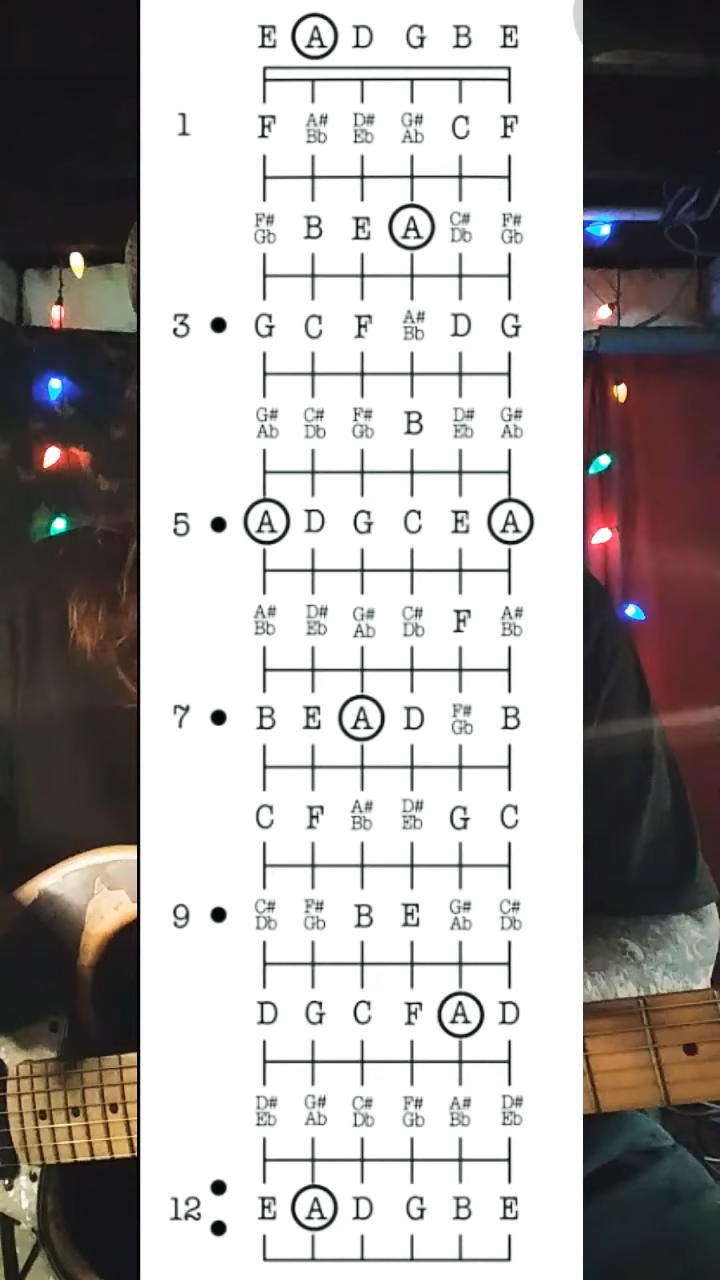 E A D G B E
1 F A# Bb D# Eb G# Ab C F
F# Gb B E A C# Db F# Gb
3 G C F A# Bb D G
G# Ab C# Db F# Gb B D# Eb G# Ab
5 A D G C E A
A# Bb D# Eb G# Ab C# Db F A# Bb
7 B E A D F# Gb B
C F A# Bb D# Eb G C
9 C# Db F# Gb B E G# Ab C# Db
D G C F A D
D# Eb G# Ab C# Db F# Gb A# Bb D# Eb
12 E A D G B E